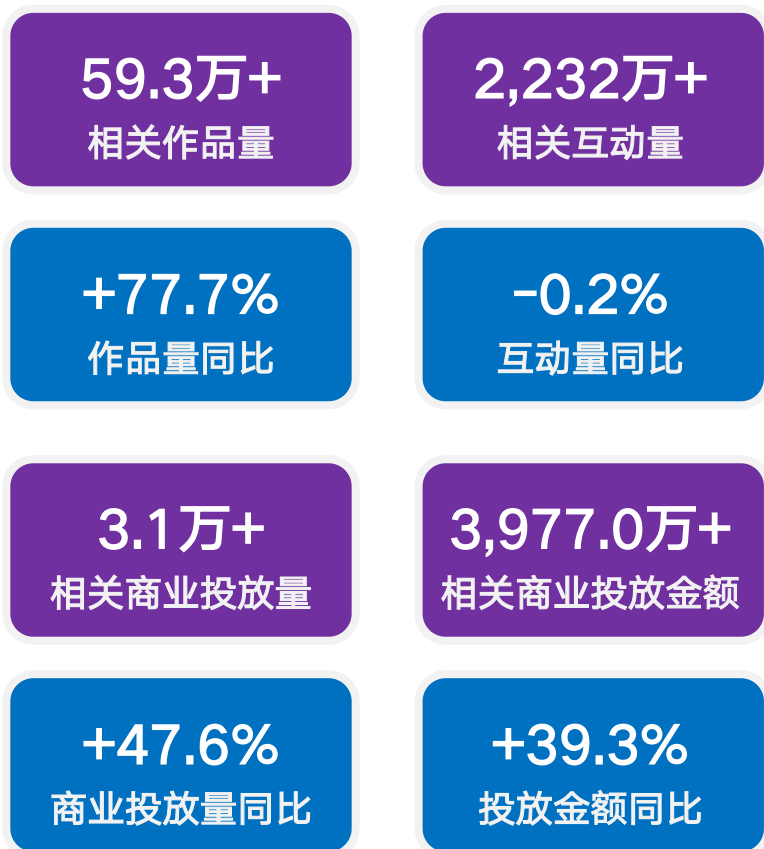 59.3万+
相关作品量
2,232万+
相关互动量
+77.7%
作品量同比
-0.2%
互动量同比
3.1万+
相关商业投放量
3,977.0万+
相关商业投放金额
+47.6%
商业投放量同比
+39.3%
投放金额同比